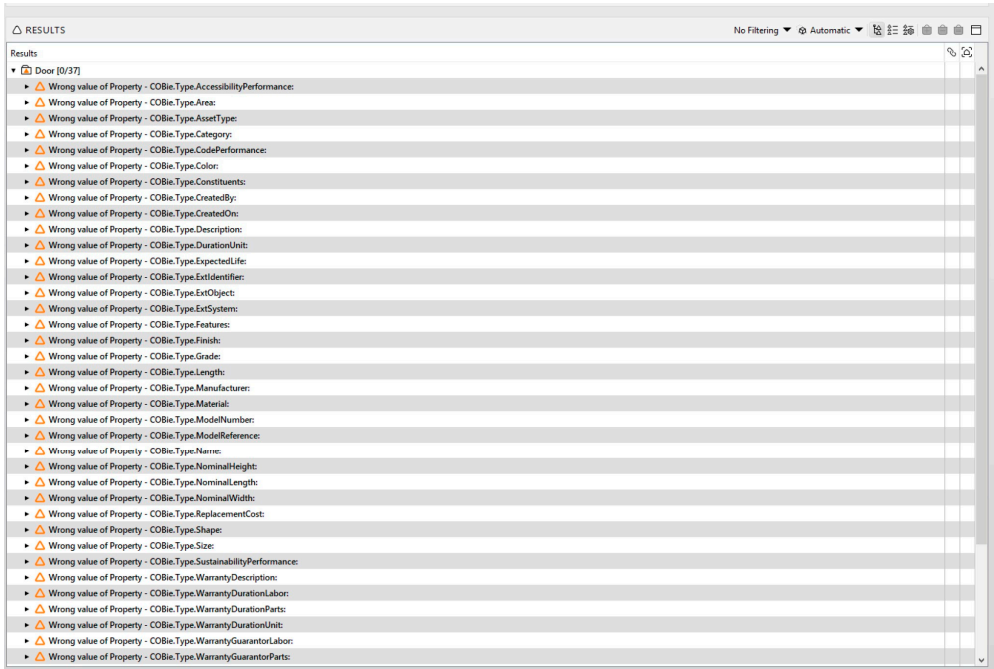 RESULTS
No Filtering
Automatic
Results
Door [0/37]
Wrong value of Property - COBie.Type.AccessibilityPerformance:
Wrong value of Property - COBie.Type.Area:
Wrong value of Property - COBie.Type.AssetType:
Wrong value of Property - COBie.Type.Category:
Wrong value of Property - COBie.Type.CodePerformance:
Wrong value of Property - COBie.Type.Color:
Wrong value of Property - COBie.Type.Constituents:
Wrong value of Property - COBie.Type.CreatedBy:
Wrong value of Property - COBie.Type.CreatedOn:
Wrong value of Property - COBie.Type.Description:
Wrong value of Property - COBie.Type.DurationUnit:
Wrong value of Property - COBie.Type.ExpectedLife:
Wrong value of Property - COBie.Type.ExtIdentifier:
Wrong value of Property - COBie.Type.ExtObject:
Wrong value of Property - COBie.Type.ExtSystem:
Wrong value of Property - COBie.Type.Features:
Wrong value of Property - COBie.Type.Finish:
Wrong value of Property - COBie.Type.Grade:
Wrong value of Property - COBie.Type.Length:
Wrong value of Property - COBie.Type.Manufacturer:
Wrong value of Property - COBie.Type.Material:
Wrong value of Property - COBie.Type.ModelNumber:
Wrong value of Property - COBie.Type.ModelReference:
Wrong value of Property - COBie.Type.Name:
Wrong value of Property - COBie.Type.NominalHeight:
Wrong value of Property - COBie.Type.NominalLength:
Wrong value of Property - COBie.Type.NominalWidth:
Wrong value of Property - COBie.Type.ReplacementCost:
Wrong value of Property - COBie.Type.Shape:
Wrong value of Property - COBie.Type.Size:
Wrong value of Property - COBie.Type.SustainabilityPerformance:
Wrong value of Property - COBie.Type.WarrantyDescription:
Wrong value of Property - COBie.Type.WarrantyDurationLabor:
Wrong value of Property - COBie.Type.WarrantyDurationParts:
Wrong value of Property - COBie.Type.WarrantyDurationUnit:
Wrong value of Property - COBie.Type.WarrantyGuarantorLabor:
Wrong value of Property - COBie.Type.WarrantyGuarantorParts: